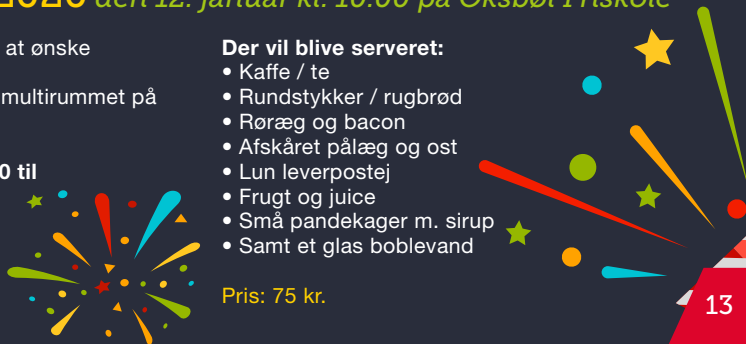 den 12. januar kl. 10.00 på Oksbøl Friskole
at ønske
multirummet på
0 til
Der vil blive serveret:
• Kaffe / te
• Rundstykker / rugbrød
• Røræg og bacon
• Afskåret pålæg og ost
• Lun leverpostej
• Frugt og juice
• Små pandekager m. sirup
• Samt et glas boblevand
Pris: 75 kr.
13